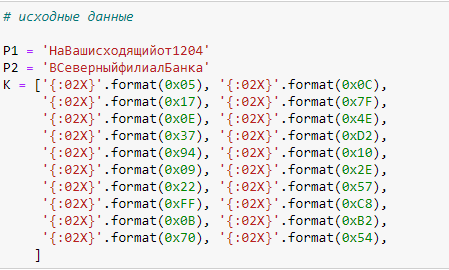 # исходные данные
P1 = 'НаВашисходящийот1204'
P2 = 'ВСеверныйфилиалБанка'
K = ['{:02X}'.format(0x05), '{:02X}'.format(0x0C),
'{:02X}'.format(0x17), '{:02X}'.format(0x7F),
'{:02X}'.format(0x0E), '{:02X}'.format(0x4E),
'{:02X}'.format(0x37), '{:02X}'.format(0xD2),
'{:02X}'.format(0x94), '{:02X}'.format(0x10),
'{:02X}'.format(0x09), '{:02X}'.format(0x2E),
'{:02X}'.format(0x22), '{:02X}'.format(0x57),
'{:02X}'.format(0xFF), '{:02X}'.format(0xC8),
'{:02X}'.format(0x0B), '{:02X}'.format(0xB2),
'{:02X}'.format(0x70), '{:02X}'.format(0x54),
]